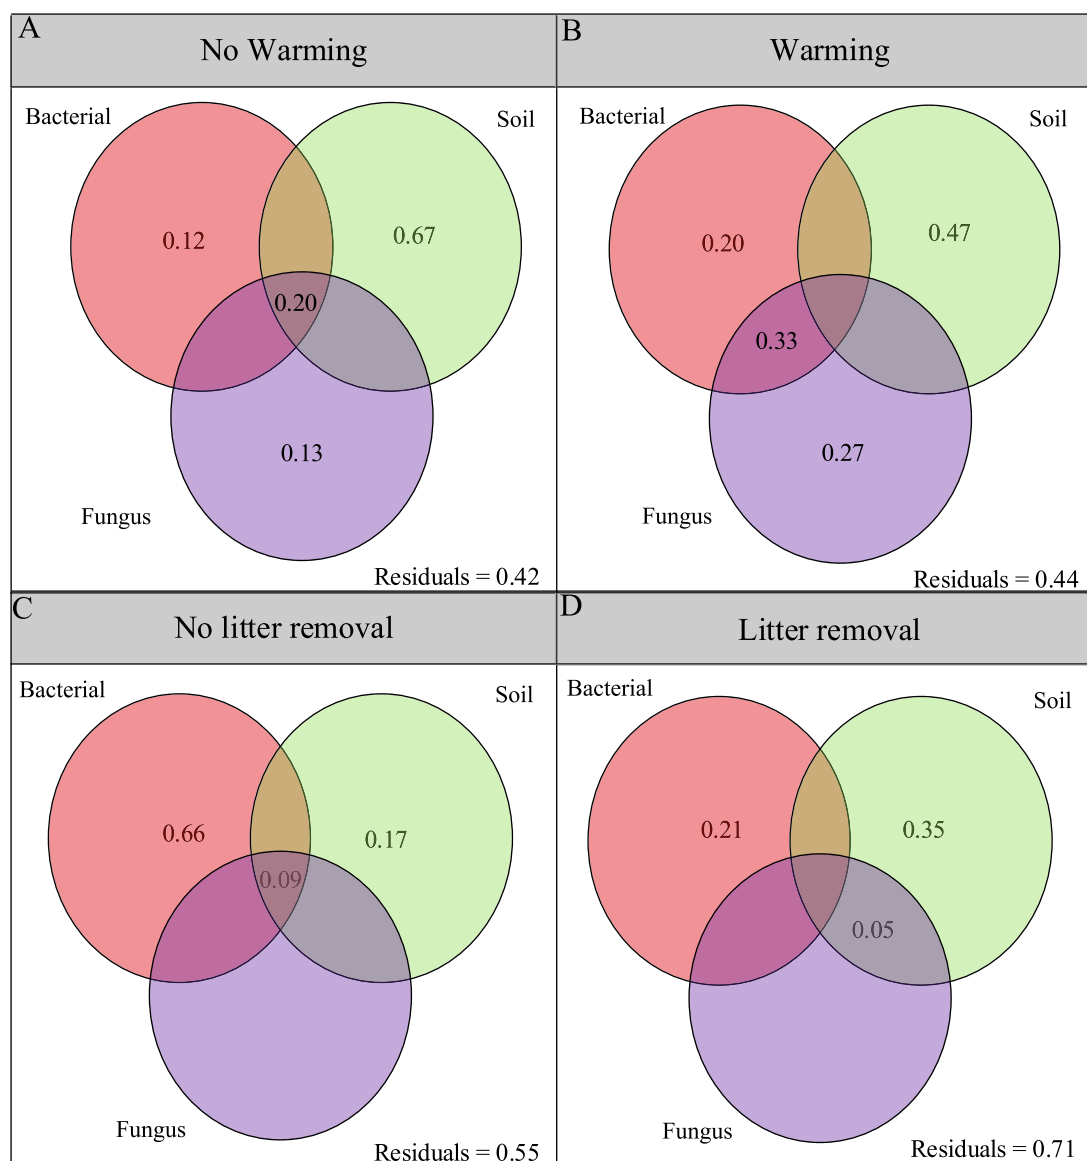 A
No Warming
Bacterial
Soil
0.12
0.67
0.20
0.13
Fungus
Residuals = 0.42
B
Warming
Bacterial
Soil
0.20
0.47
0.33
0.27
Fungus
Residuals = 0.44
C
No litter removal
Bacterial
Soil
0.66
0.17
0.09
Fungus
Residuals = 0.55
D
Litter removal
Bacterial
Soil
0.21
0.35
0.05
Fungus
Residuals = 0.71